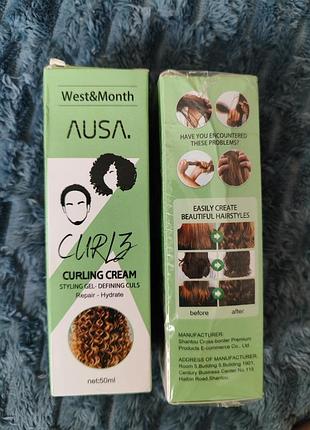 West&Month
AUSA.
CURLZ
CURLING CREAM
STYLING GEL- DEFINING CULS
Repair - Hydrate
net:50ml
HAVE YOU ENCOUNTERED
THESE PROBLEMS?
EASILY CREATE
BEAUTIFUL HAIRSTYLES
before after
MANUFACTURER:
Shantou Cross-border Premium
Products E-commerce Co., Ltd
ADDRESS OF MANUFACTURER:
Room 5,Building 5,Building 1901,
Century Business Center,No. 115
Haibin Road,Shantou